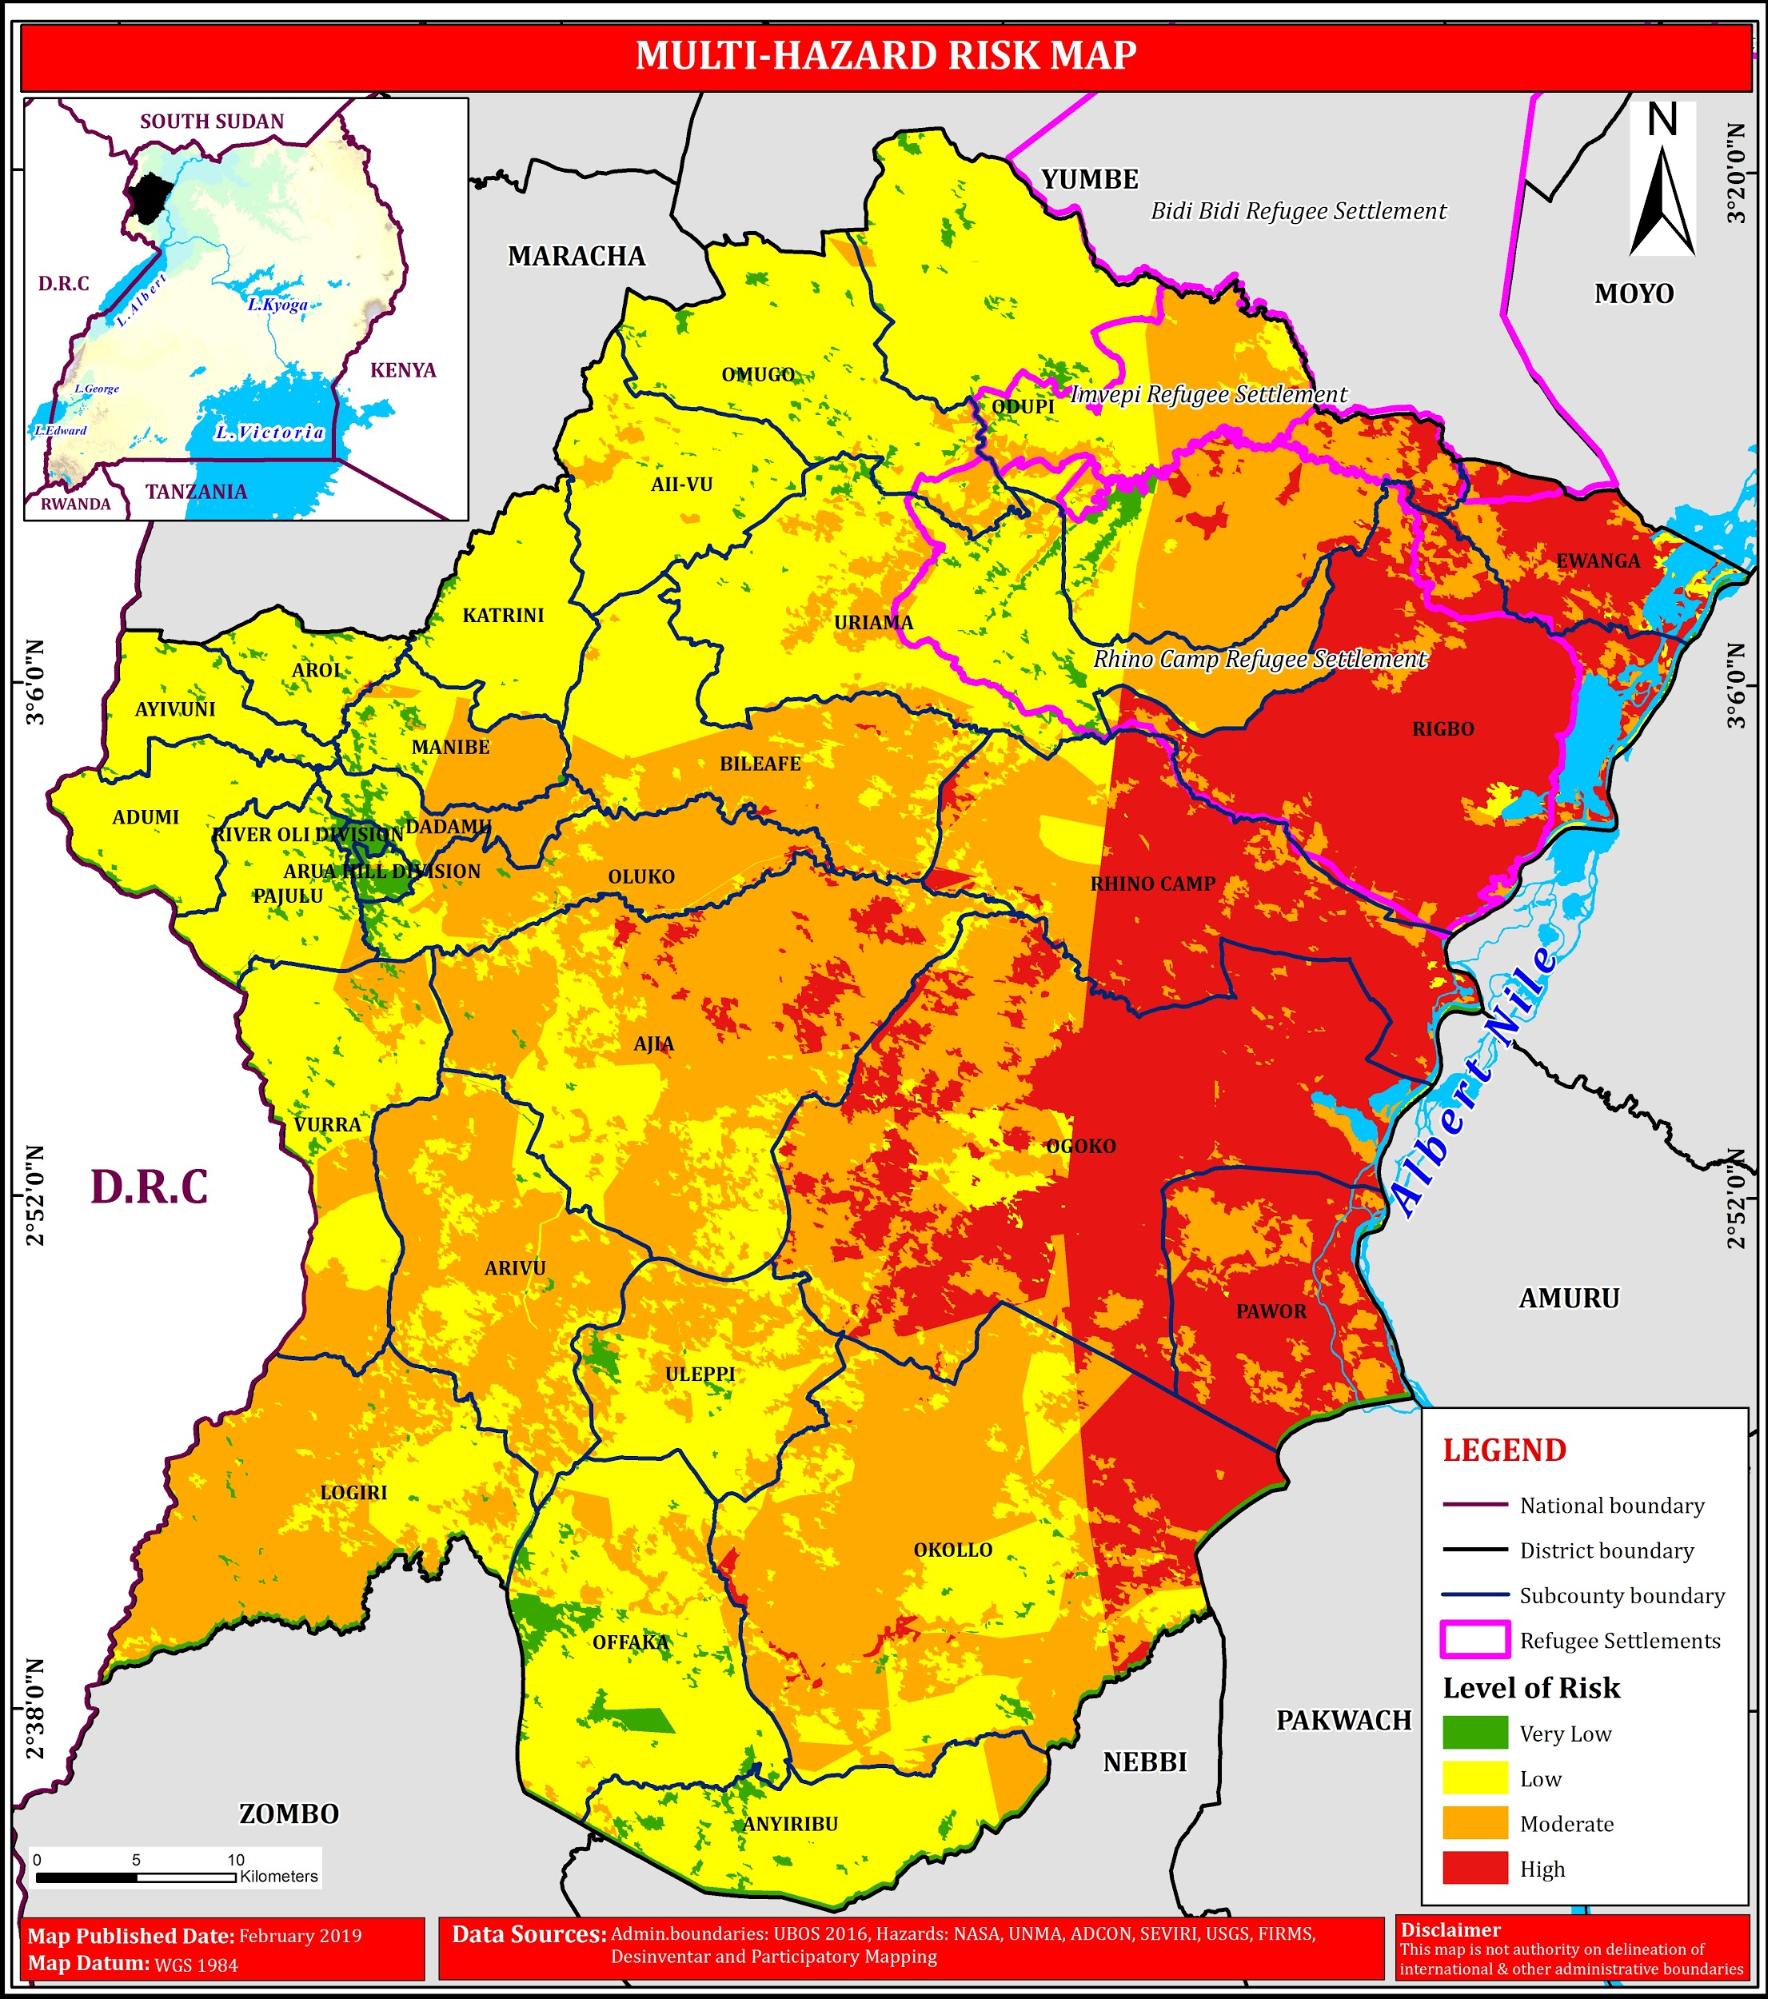 MULTI-HAZARD RISK MAP
SOUTH SUDAN
D.R.C
L.Albert
L.Kyoga
KENYA
L.George
L.Edward
L.Victoria
TANZANIA
RWANDA
N
YUMBE
Bidi Bidi Refugee Settlement
MARACHA
MOYO
3°20'0"N
OMUGO
ODUPI
Imvepi Refugee Settlement
AII-VU
EWANGA
KATRINI
URIAMA
Rhino Camp Refugee Settlement
3°6'0"N
3°6'0"N
AROI
AYIVUNI
RIGBO
MANIBE
BILEAFE
ADUMI
RIVER OLI DIVISION
DADAMU
ARUA HILL DIVISION
OLUKO
RHINO CAMP
PAJULU
Albert Nile
AJIA
VURRA
OGOKO
D.R.C
2°52'0"N
2°52'0"N
ARIVU
AMURU
PAWOR
ULEPPI
LOGIRI
OKOLLO
OFFAKA
2°38'0"N
PAKWACH
NEBBI
ZOMBO
ANYIRIBU
LEGEND
National boundary
District boundary
Subcounty boundary
Refugee Settlements
Level of Risk
Very Low
Low
Moderate
High
0 5 10
Kilometers
Map Published Date: February 2019
Map Datum: WGS 1984
Data Sources: Admin.boundaries: UBOS 2016, Hazards: NASA, UNMA, ADCON, SEVIRI, USGS, FIRMS,
Desinventar and Participatory Mapping
Disclaimer
This map is not authority on delineation of
international & other administrative boundaries